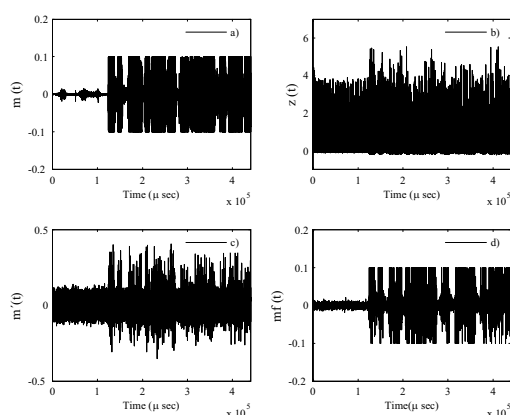 0.2
a)
0.1
0
-0.1
-0.2
m (t)
0 1 2 3 4
Time (μ sec)
x 10^5
b)
6
4
2
0
z (t)
0 1 2 3 4
Time (μ sec)
x 10^5
0.5
c)
0
-0.5
m´(t)
0 1 2 3 4
Time (μ sec)
x 10^5
0.2
d)
0.1
0
-0.1
-0.2
mf (t)
0 1 2 3 4
Time(μ sec)
x 10^5